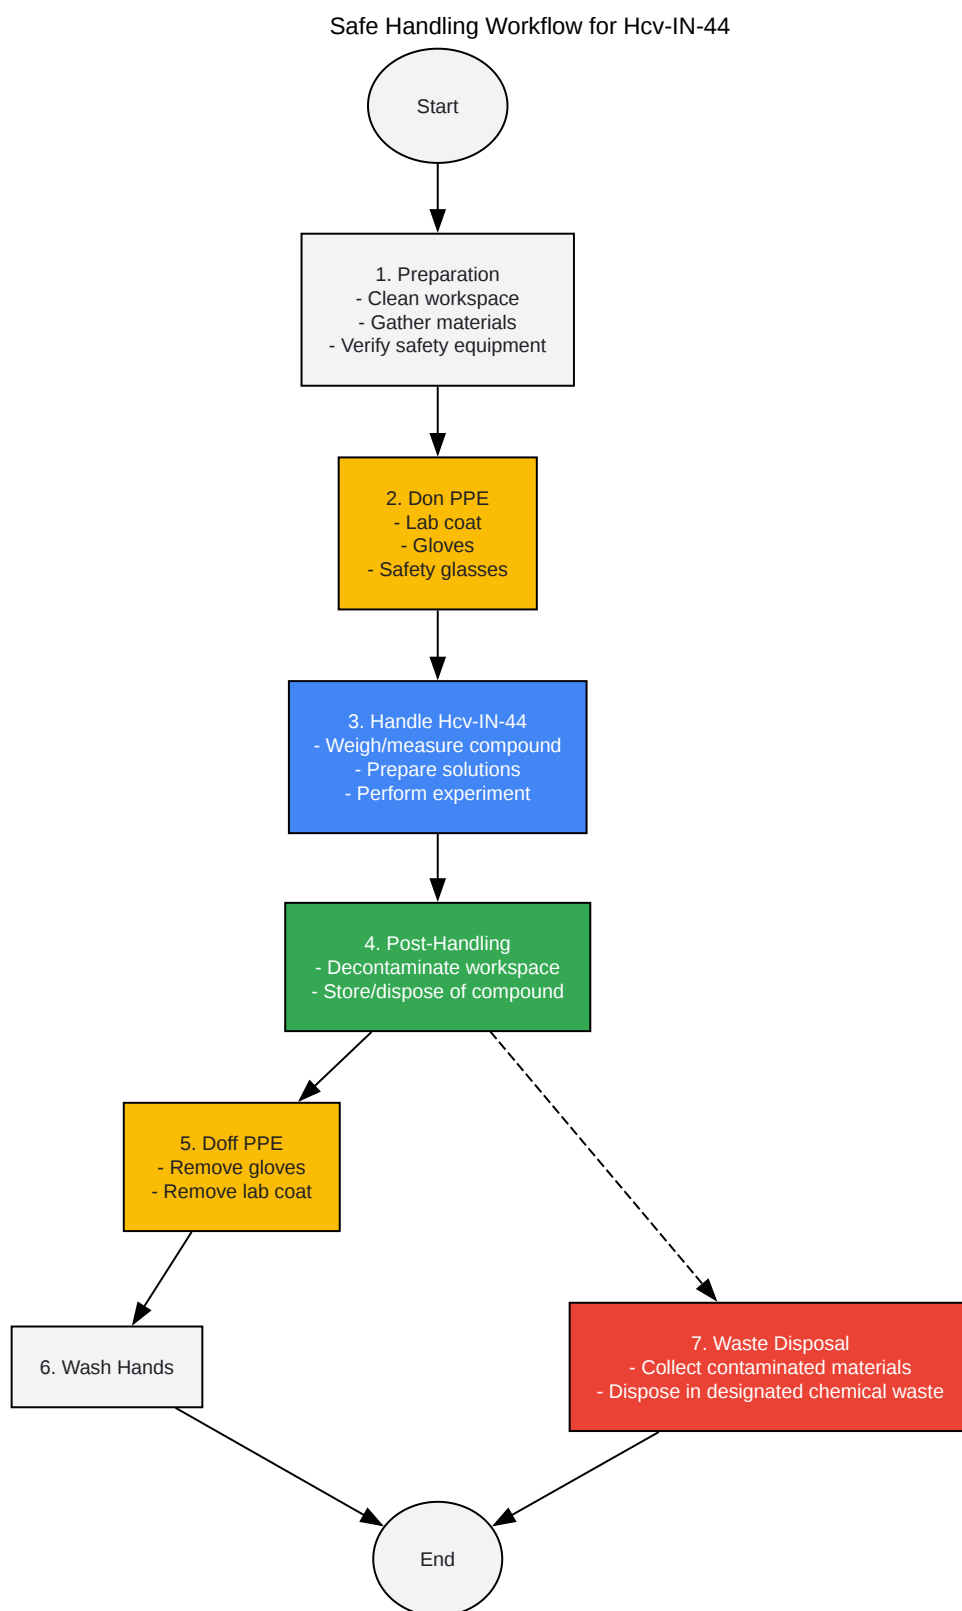 Safe Handling Workflow for Hcv-IN-44
Start
1. Preparation
- Clean workspace
- Gather materials
- Verify safety equipment
2. Don PPE
- Lab coat
- Gloves
- Safety glasses
3. Handle Hcv-IN-44
- Weigh/measure compound
- Prepare solutions
- Perform experiment
4. Post-Handling
- Decontaminate workspace
- Store/dispose of compound
5. Doff PPE
- Remove gloves
- Remove lab coat
6. Wash Hands
7. Waste Disposal
- Collect contaminated materials
- Dispose in designated chemical waste
End